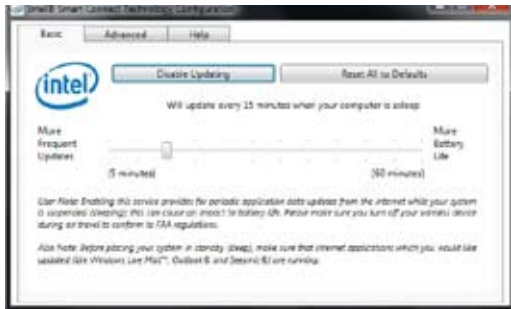 Intel® Smart Connect Technology Configuration
Basic Advanced Help
intel
Disable Updating Reset All to Defaults
Will update every 15 minutes when your computer is asleep
More Frequent Updates
More Battery Life
(5 minutes) (60 minutes)
User Note: Enabling this service provides for periodic application data updates from the internet while your system
is suspended (sleeping); this can cause an impact to battery life. Please make sure you turn off your wireless device
during air travel to conform to FAA regulations.
Also Note: Before placing your system in standby (sleep), make sure that internet applications which you would like
updated (like Windows Live Mail™, Outlook® and Seesmic®) are running.